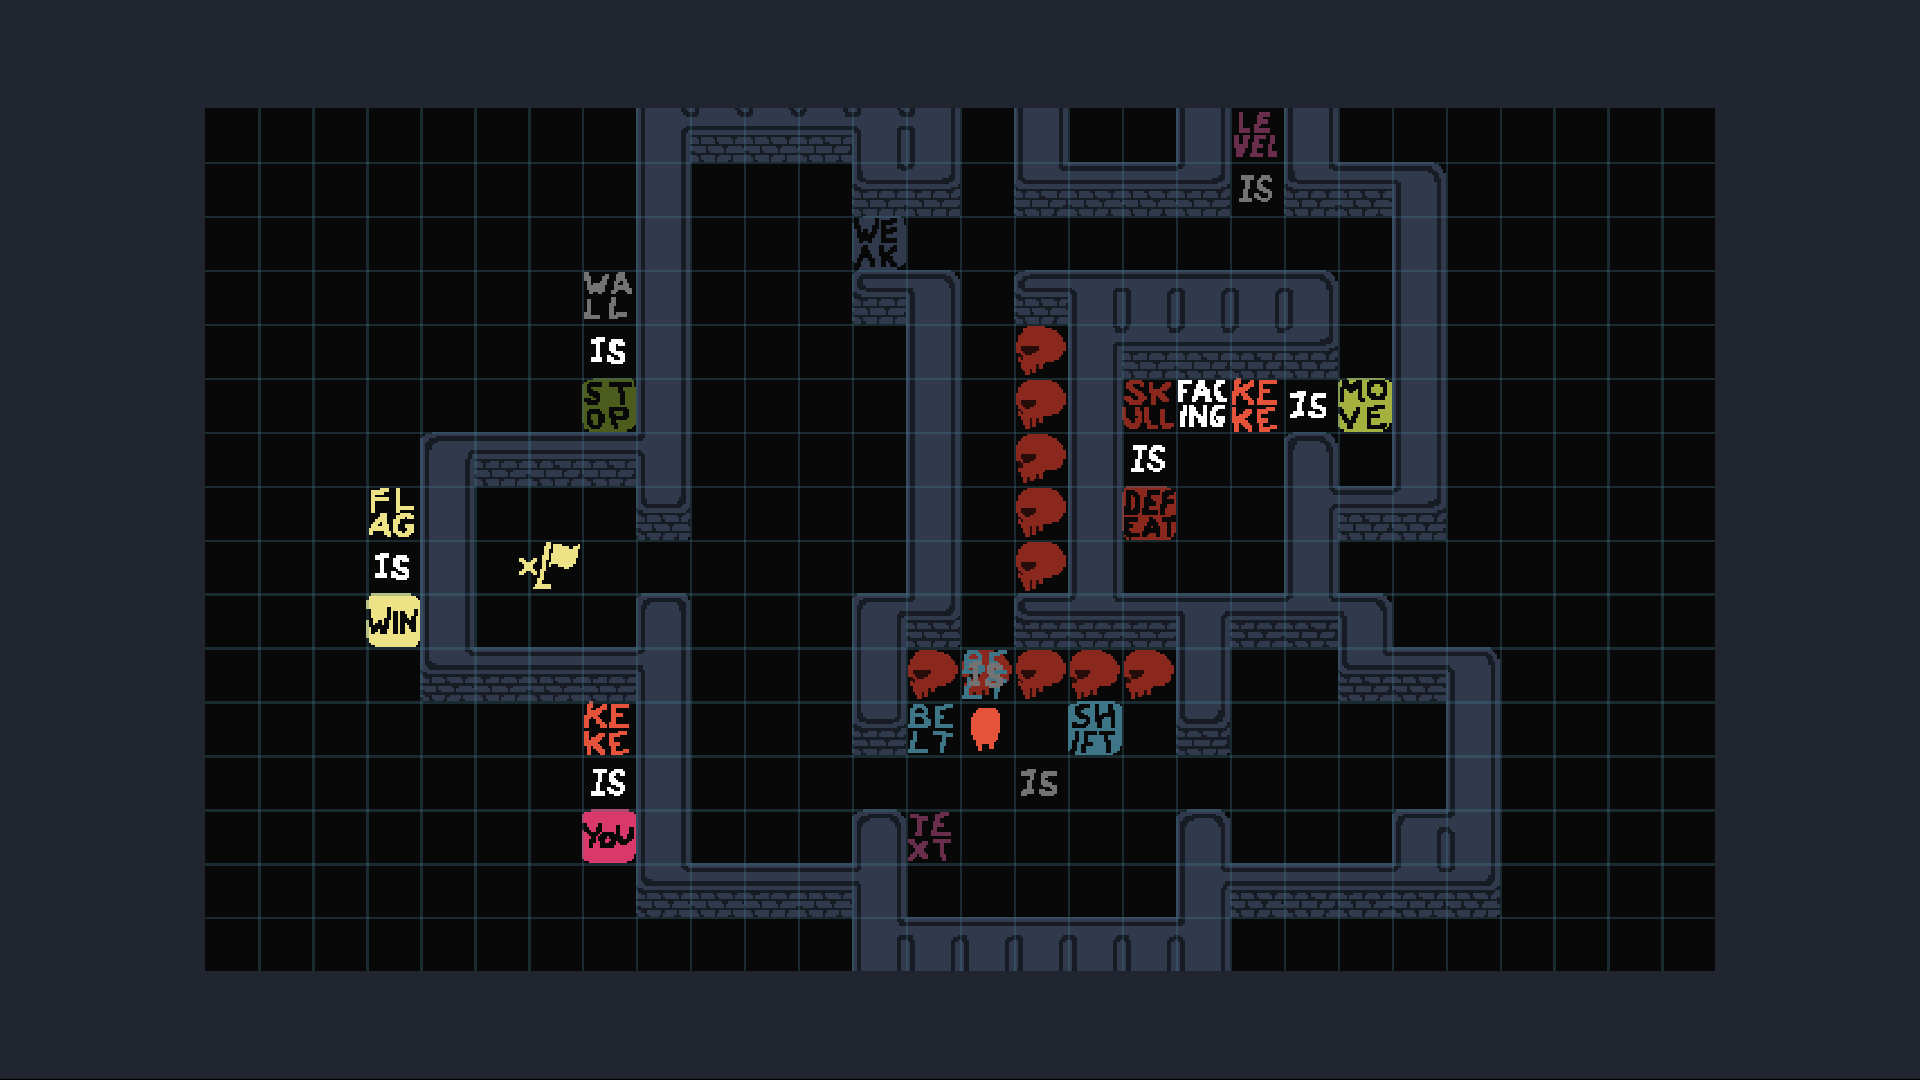 LEVEL
IS
WEAK
WALL
IS
STOP
SKULL FACING KEKE IS MOVE
IS
DEFEAT
FLAG
IS
WIN
KEKE
IS
YOU
BELT
SHIFT
IS
TEXT